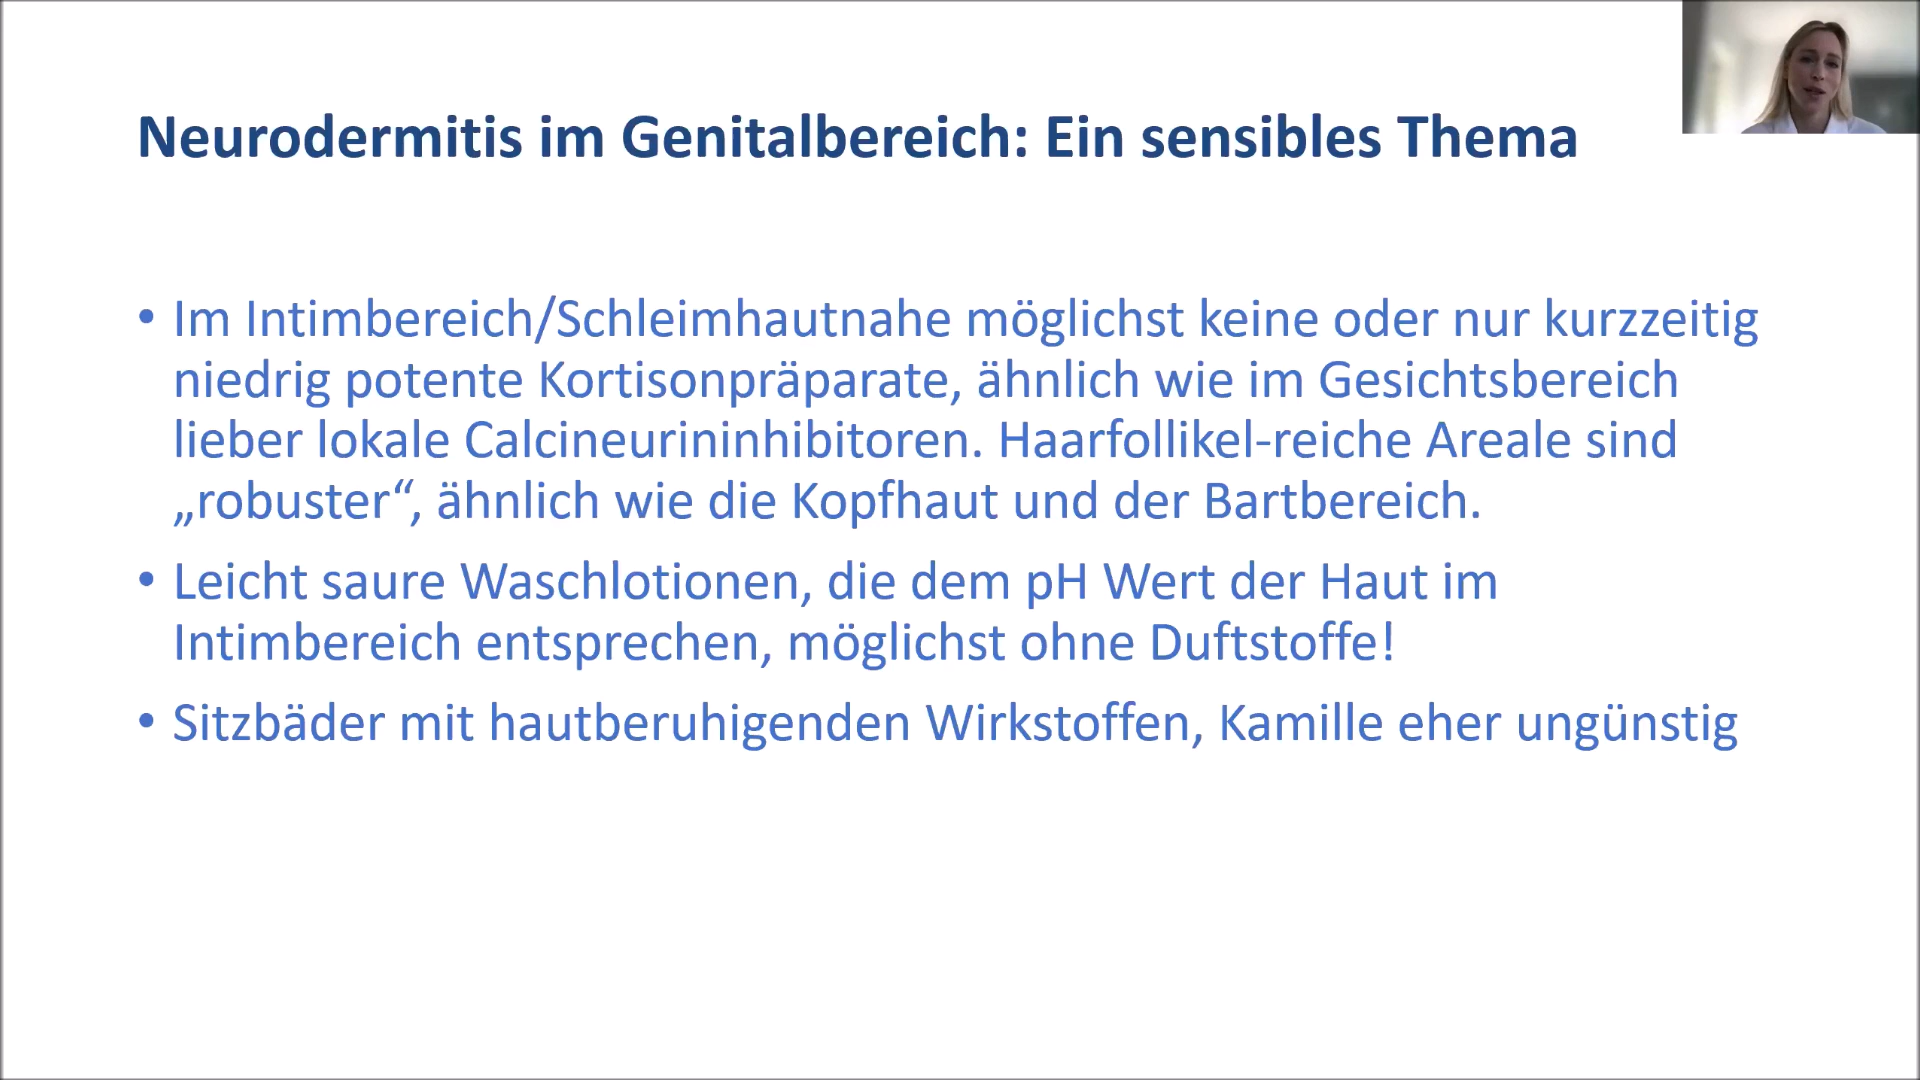 Neurodermitis im Genitalbereich: Ein sensibles Thema
• Im Intimbereich/Schleimhautnahe möglichst keine oder nur kurzzeitig
niedrig potente Kortisonpräparate, ähnlich wie im Gesichtsbereich
lieber lokale Calcineurininhibitoren. Haarfollikel-reiche Areale sind
„robuster“, ähnlich wie die Kopfhaut und der Bartbereich.
• Leicht saure Waschlotionen, die dem pH Wert der Haut im
Intimbereich entsprechen, möglichst ohne Duftstoffe!
• Sitzbäder mit hautberuhigenden Wirkstoffen, Kamille eher ungünstig